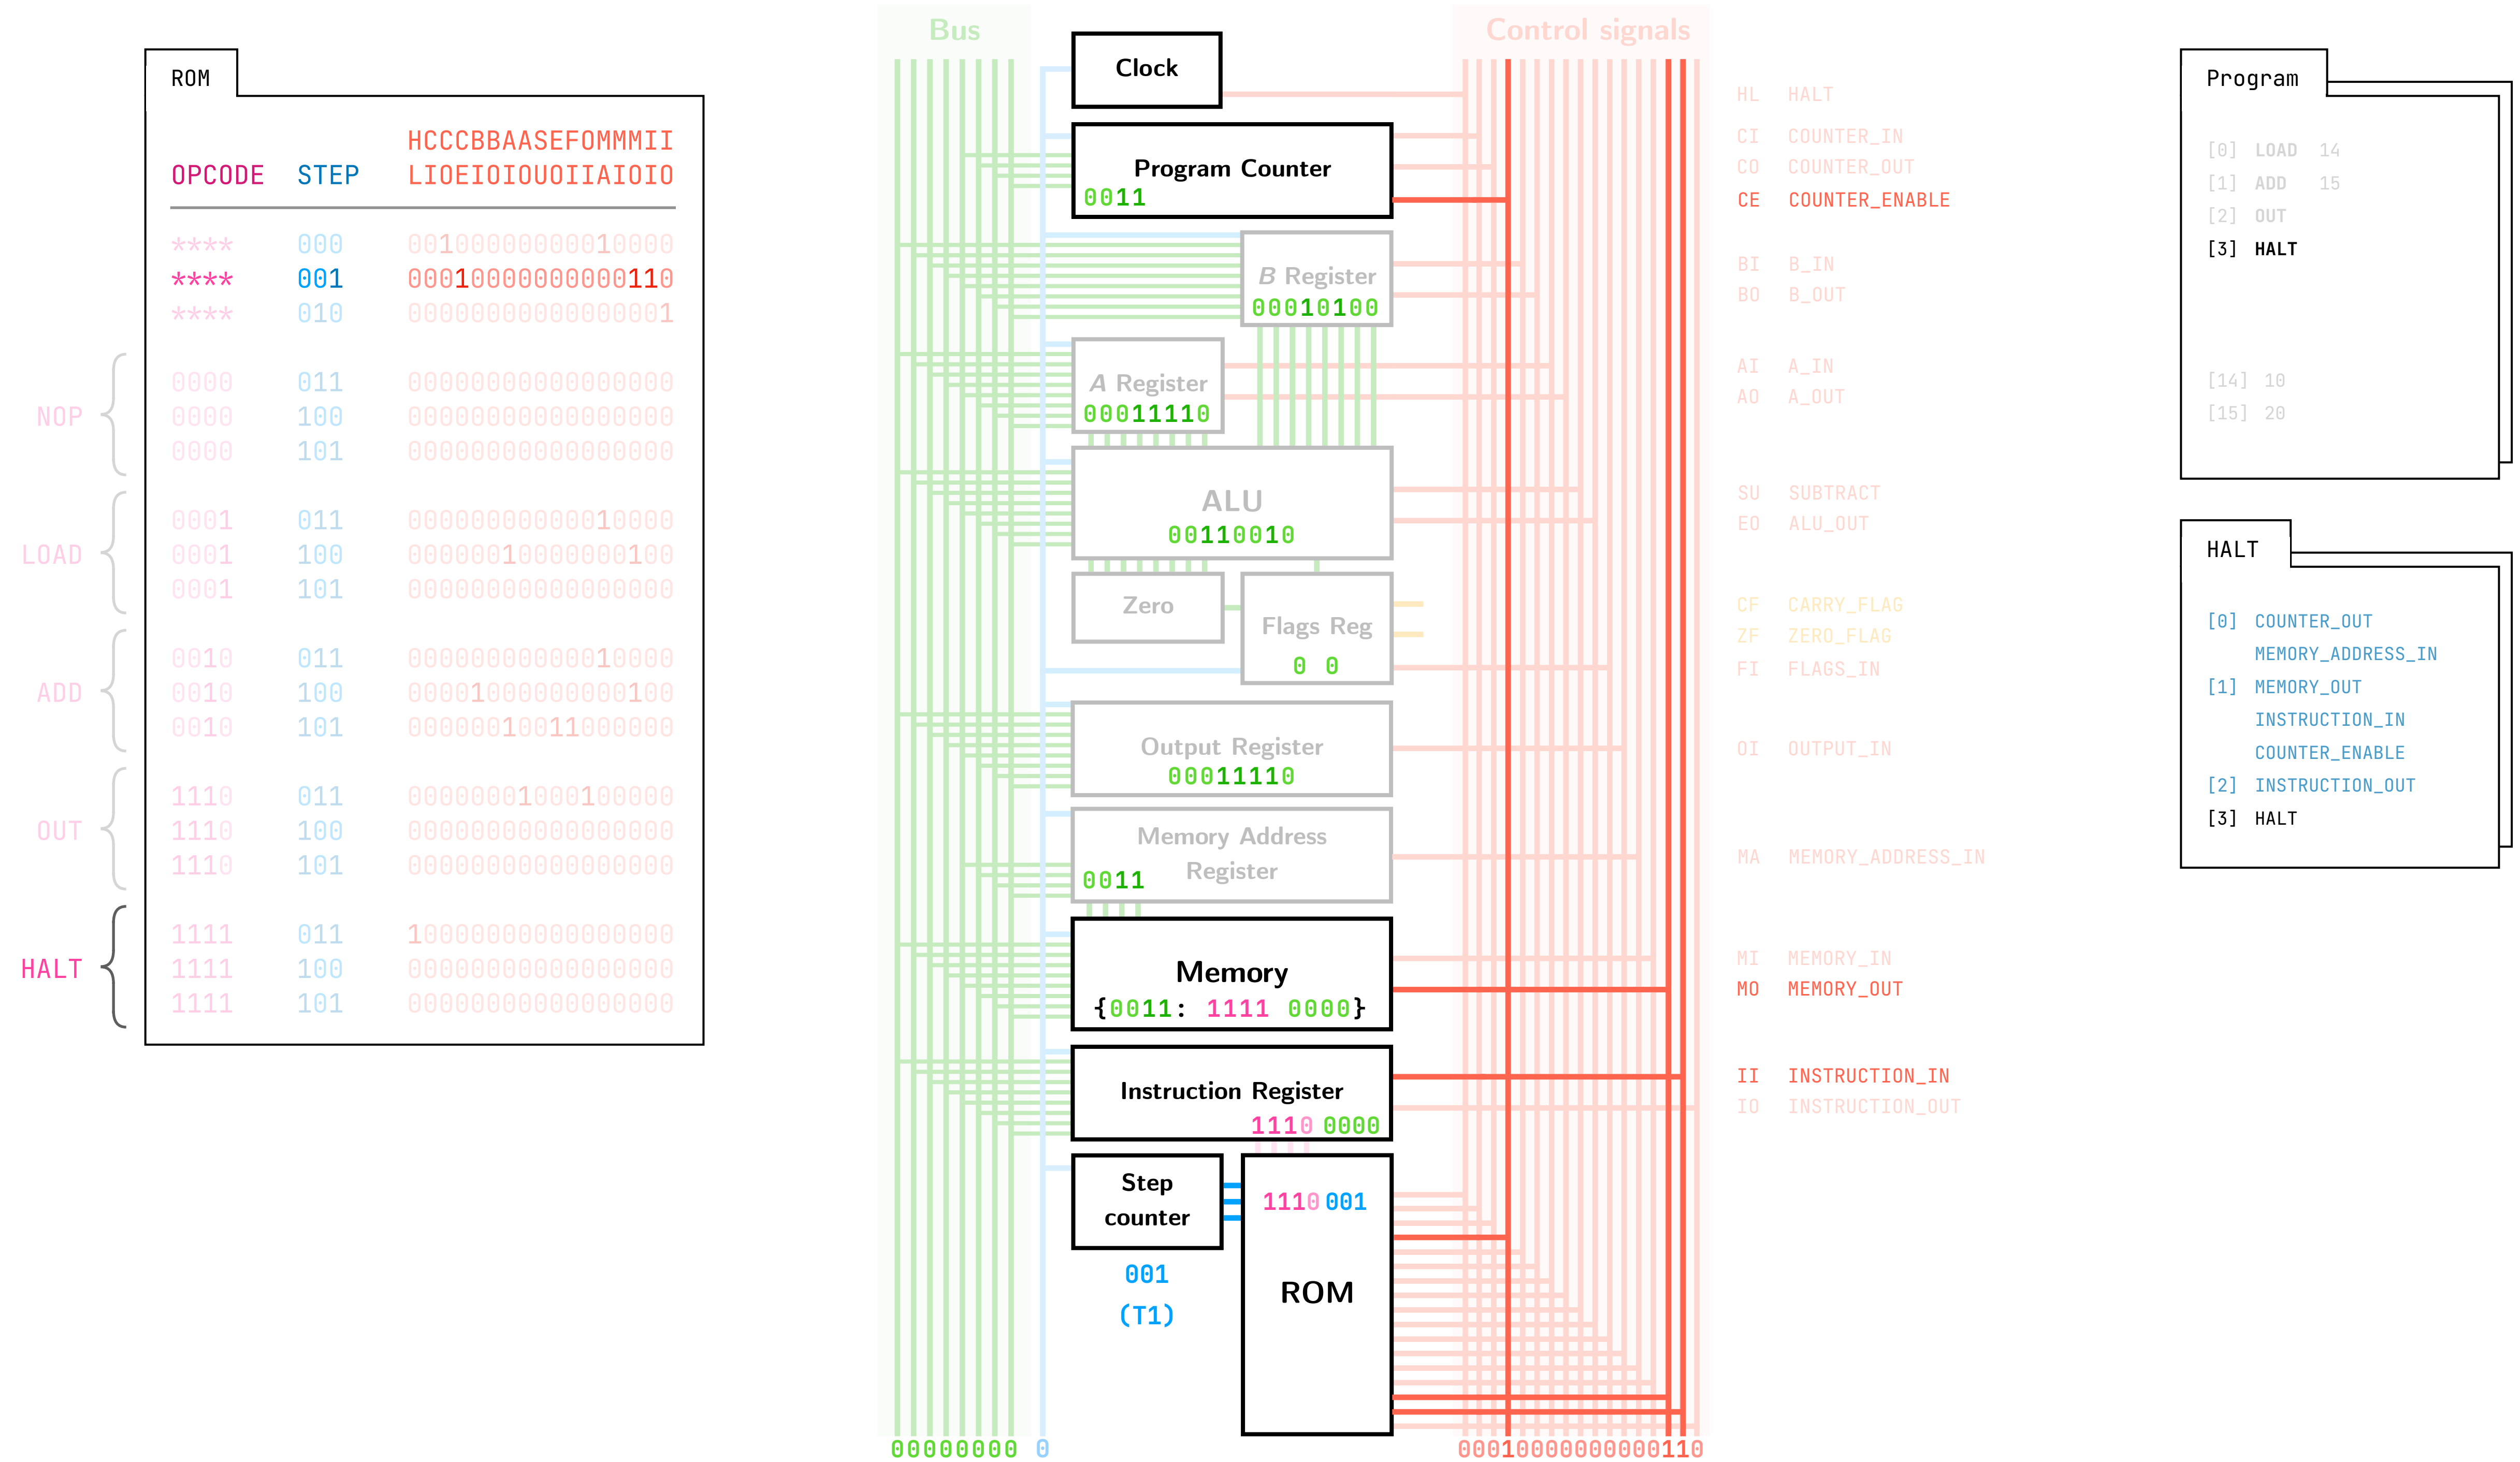 ROM
HCCCBBAASEFOMMMII
OPCODE STEP LIOEIOIOUOIIAIOIO
**** 000 00100000000010000
**** 001 00010000000000110
**** 010 00000000000000001
NOP
0000 011 00000000000000000
0000 100 00000000000000000
0000 101 00000000000000000
LOAD
0001 011 00000000000010000
0001 100 00000010000000100
0001 101 00000000000000000
ADD
0010 011 00000000000010000
0010 100 00001000000000100
0010 101 00000010011000000
OUT
1110 011 00000001000100000
1110 100 00000000000000000
1110 101 00000000000000000
HALT
1111 011 10000000000000000
1111 100 00000000000000000
1111 101 00000000000000000
Bus
Control signals
Clock
Program Counter
0011
B Register
00010100
A Register
00011110
ALU
00110010
Zero
Flags Reg
0 0
Output Register
00011110
Memory Address
Register
0011
Memory
{0011: 1111 0000}
Instruction Register
1110 0000
Step
counter
001
(T1)
1110 001
ROM
00000000 0
00010000000000110
HL HALT
CI COUNTER_IN
CO COUNTER_OUT
CE COUNTER_ENABLE
BI B_IN
BO B_OUT
AI A_IN
AO A_OUT
SU SUBTRACT
EO ALU_OUT
CF CARRY_FLAG
ZF ZERO_FLAG
FI FLAGS_IN
OI OUTPUT_IN
MA MEMORY_ADDRESS_IN
MI MEMORY_IN
MO MEMORY_OUT
II INSTRUCTION_IN
IO INSTRUCTION_OUT
Program
[0] LOAD 14
[1] ADD 15
[2] OUT
[3] HALT
[14] 10
[15] 20
HALT
[0] COUNTER_OUT
MEMORY_ADDRESS_IN
[1] MEMORY_OUT
INSTRUCTION_IN
COUNTER_ENABLE
[2] INSTRUCTION_OUT
[3] HALT